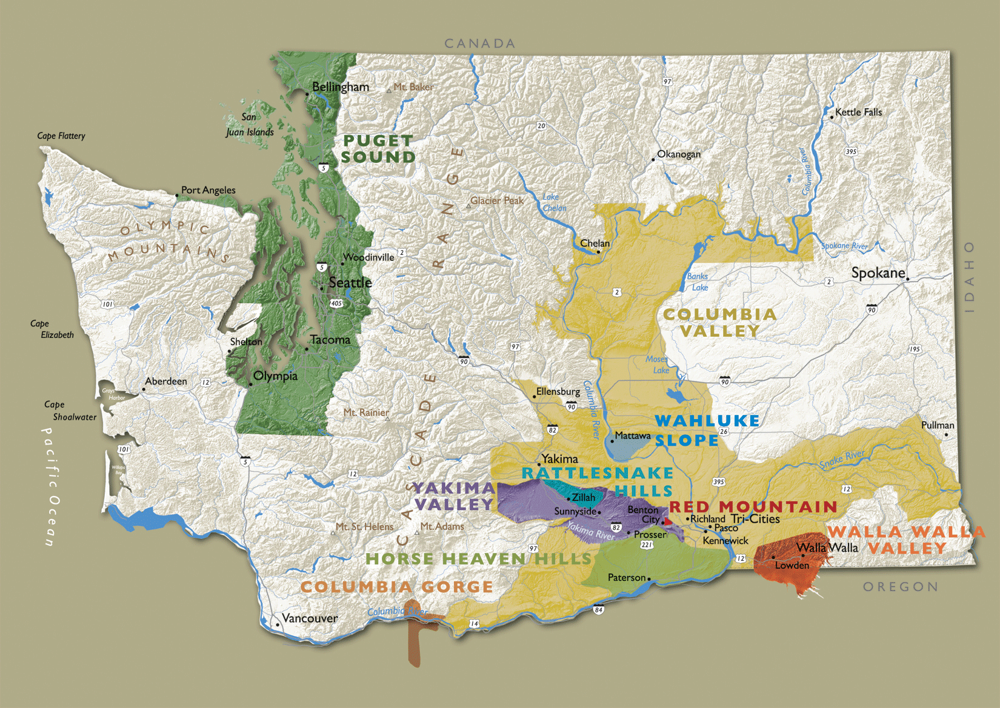 CANADA
Bellingham
Mt. Baker
97
San
Juan Islands
Kettle Falls
20
Cape Flattery
PUGET
SOUND
395
Okanogan
5
Columbia River
Port Angeles
Glacier Peak
Lake
Chelan
OLYMPIC
MOUNTAINS
CASCADE RANGE
Chelan
Spokane River
IDAHO
Woodinville
2
5
Seattle
Spokane
Banks
Lake
2
2
101
405
90
COLUMBIA
VALLEY
Cape
Elizabeth
Shelton
Tacoma
97
195
90
Moses
Lake
Olympia
Aberdeen
12
90
Grays
Harbor
Ellensburg
Columbia River
90
Cape
Shoalwater
Mt. Rainier
WAHLUKE
SLOPE
Pullman
82
Mattawa
26
Pacific Ocean
101
5
Yakima
Snake River
Willapa
Bay
12
RATTLESNAKE
HILLS
395
YAKIMA
VALLEY
12
Zillah
RED MOUNTAIN
Sunnyside
Benton
City
Richland
Tri-Cities
Mt. St. Helens
Mt. Adams
82
Yakima River
Pasco
Prosser
Kennewick
WALLA WALLA
VALLEY
221
97
Walla Walla
HORSE HEAVEN HILLS
12
Lowden
Paterson
COLUMBIA GORGE
OREGON
Columbia River
84
Vancouver
14